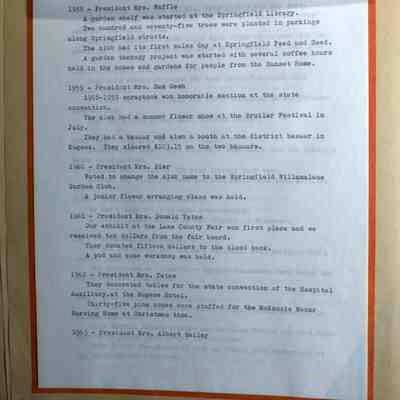 1958 - President Mrs. Ruffle
A garden shelf was started at the Springfield Library.
Two hundred and seventy-five trees were planted in parkings
along Springfield streets.
The club had its first sales day at Springfield Feed and Seed.
A garden therapy project was started with several coffee hours
held in the homes and gardens for people from the Sunset Home.
1959 - President Mrs. Sam Gosh
1958-1959 scrapbook won honorable mention at the state
convention.
The club had a summer flower show at the Broiler Festival in
July.
They had a bazaar and also a booth at the district bazaar in
Eugene. They cleared $103.15 on the two bazaars.
1960 - President Mrs. Pier
Voted to change the club name to the Springfield Willamalane
Garden Club.
A junior flower arranging class was held.
1961 - President Mrs. Donald Yates
Our exhibit at the Lane County Fair won first place and we
received ten dollars from the fair board.
They donated fifteen dollars to the blood bank.
A pod and cone workshop was held.
1962 - President Mrs. Yates
They decorated tables for the state convention of the Hospital
Auxiliary at the Eugene Hotel.
Thirty-five pine cones were stuffed for the McKenzie Manor
Nursing Home at Christmas time.
1963 - President Mrs. Albert Bailey